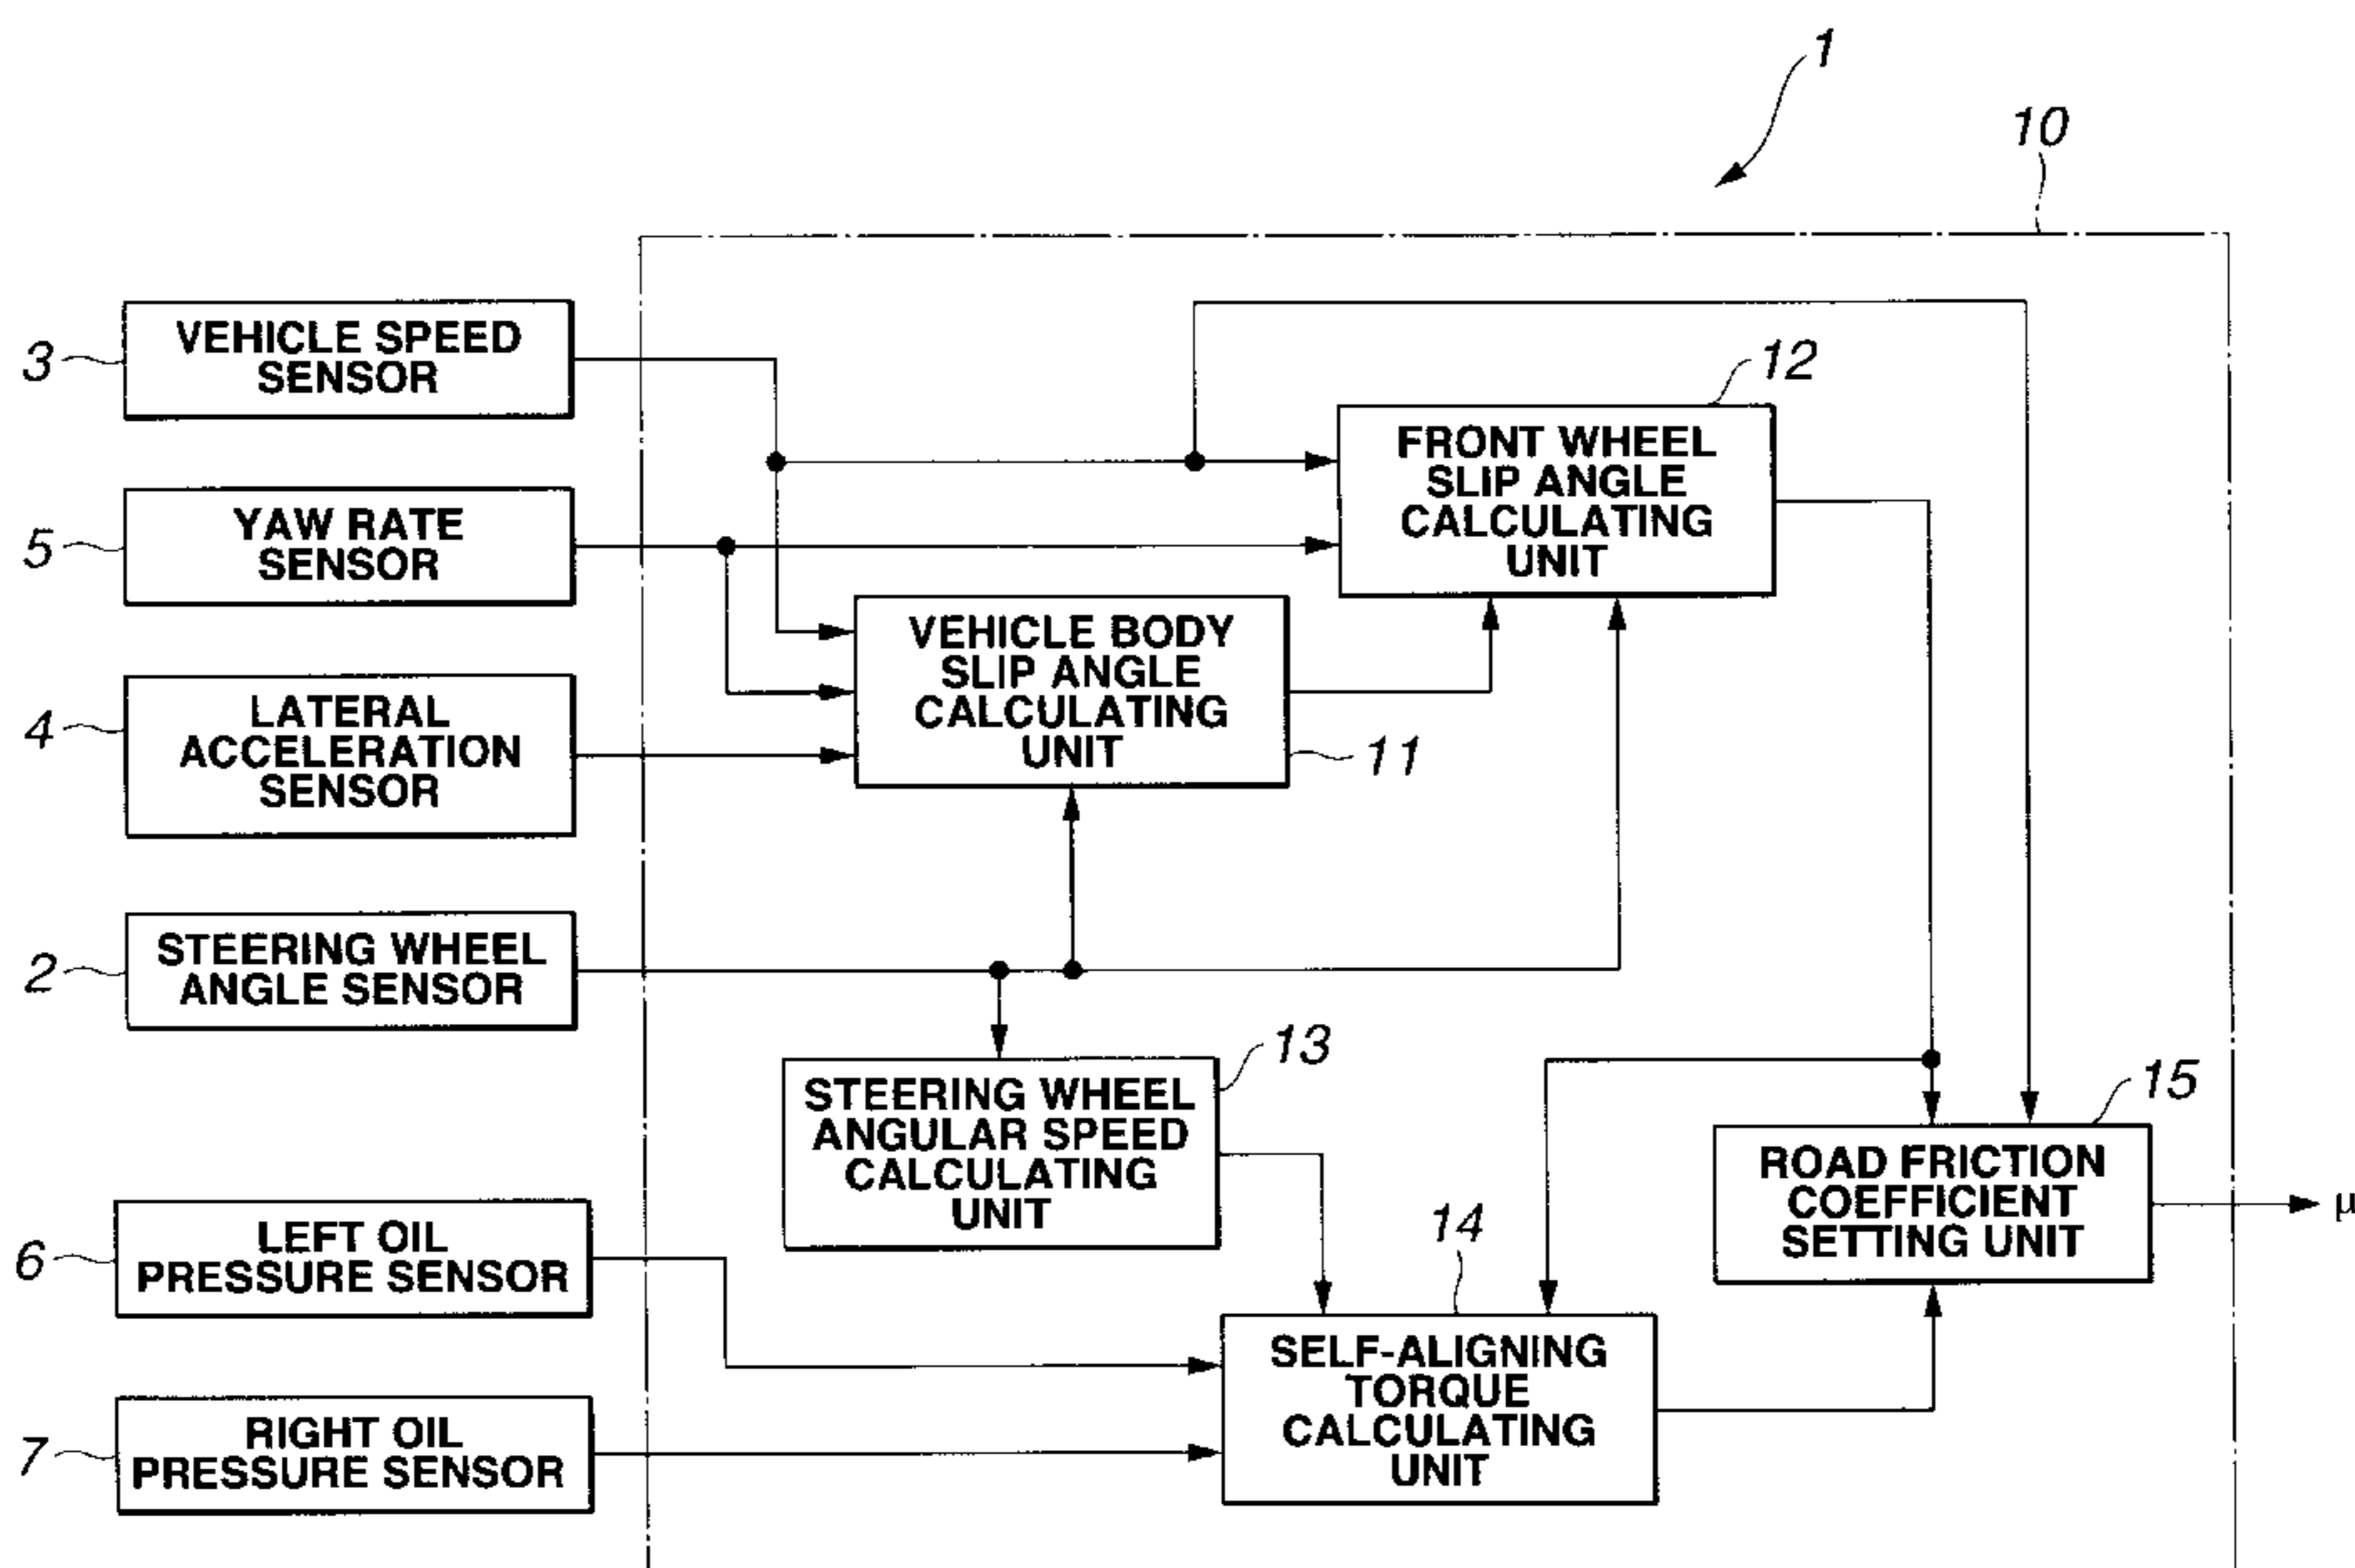 1
10
3
VEHICLE SPEED
SENSOR
12
FRONT WHEEL
SLIP ANGLE
CALCULATING
UNIT
5
YAW RATE
SENSOR
VEHICLE BODY
SLIP ANGLE
CALCULATING
UNIT
11
4
LATERAL
ACCELERATION
SENSOR
2
STEERING WHEEL
ANGLE SENSOR
13
STEERING WHEEL
ANGULAR SPEED
CALCULATING
UNIT
15
ROAD FRICTION
COEFFICIENT
SETTING UNIT
μ
6
LEFT OIL
PRESSURE SENSOR
14
SELF-ALIGNING
TORQUE
CALCULATING
UNIT
7
RIGHT OIL
PRESSURE SENSOR